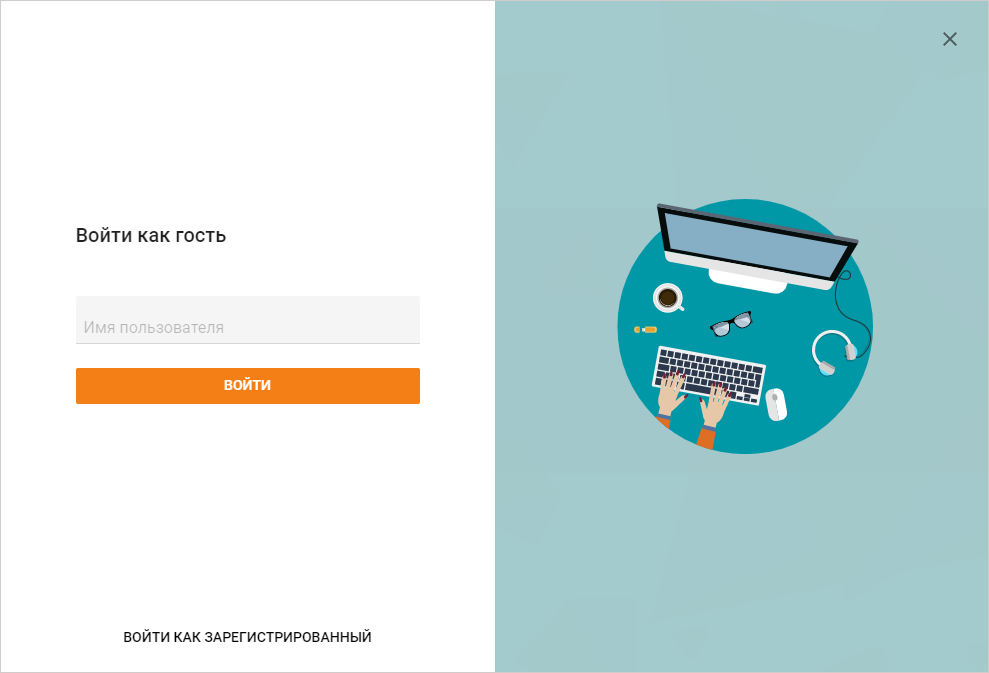 Войти как гость
Имя пользователя
ВОЙТИ
ВОЙТИ КАК ЗАРЕГИСТРИРОВАННЫЙ